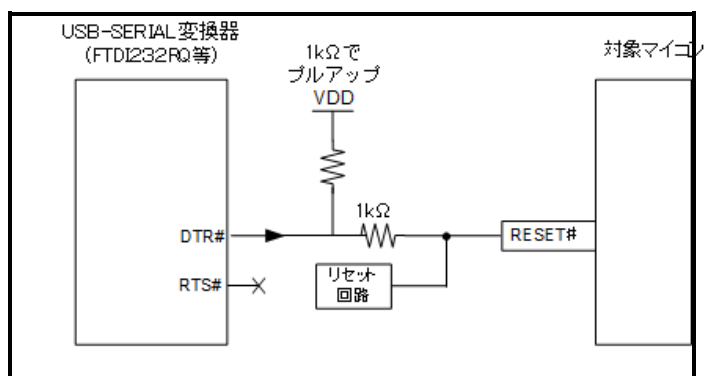 USB-SERIAL変換器
(FTDI232RQ等)
1kΩで
プルアップ
VDD
対象マイコン
1kΩ
DTR#
RESET#
RTS#
リセット
回路